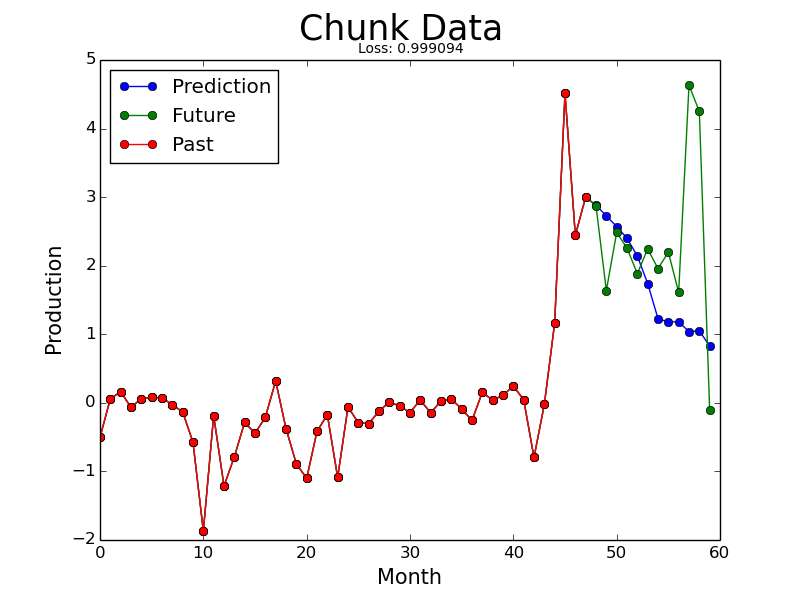 Chunk Data
Loss: 0.999094
Prediction
Future
Past
Production
5
4
3
2
1
0
−1
−2
0 10 20 30 40 50 60
Month